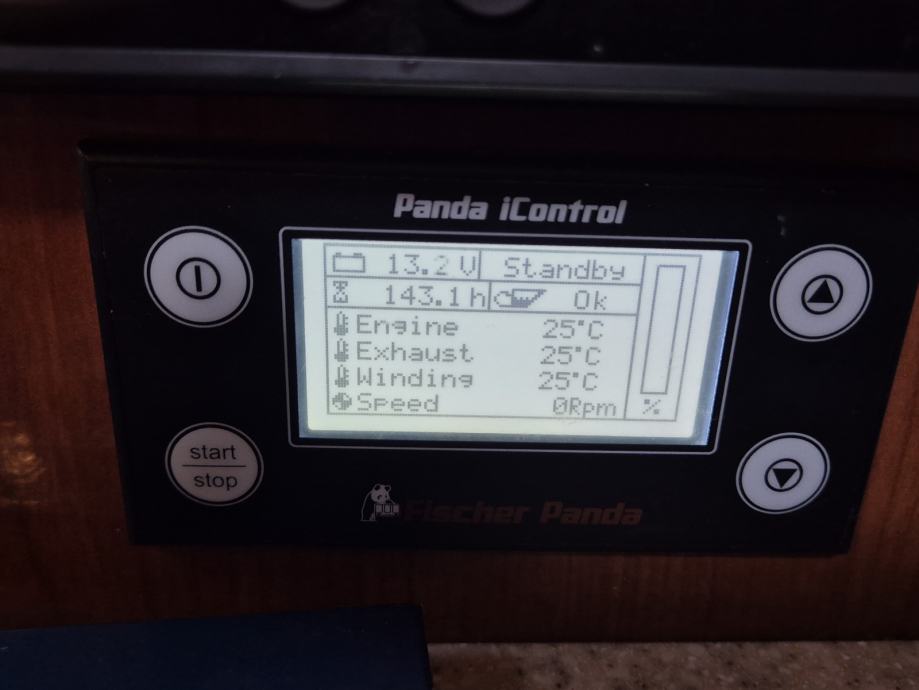 Panda iControl
13.2 V Standby
143.1 h Ok
Engine 25°C
Exhaust 25°C
Winding 25°C
Speed 0Rpm %
start
stop
Fischer Panda